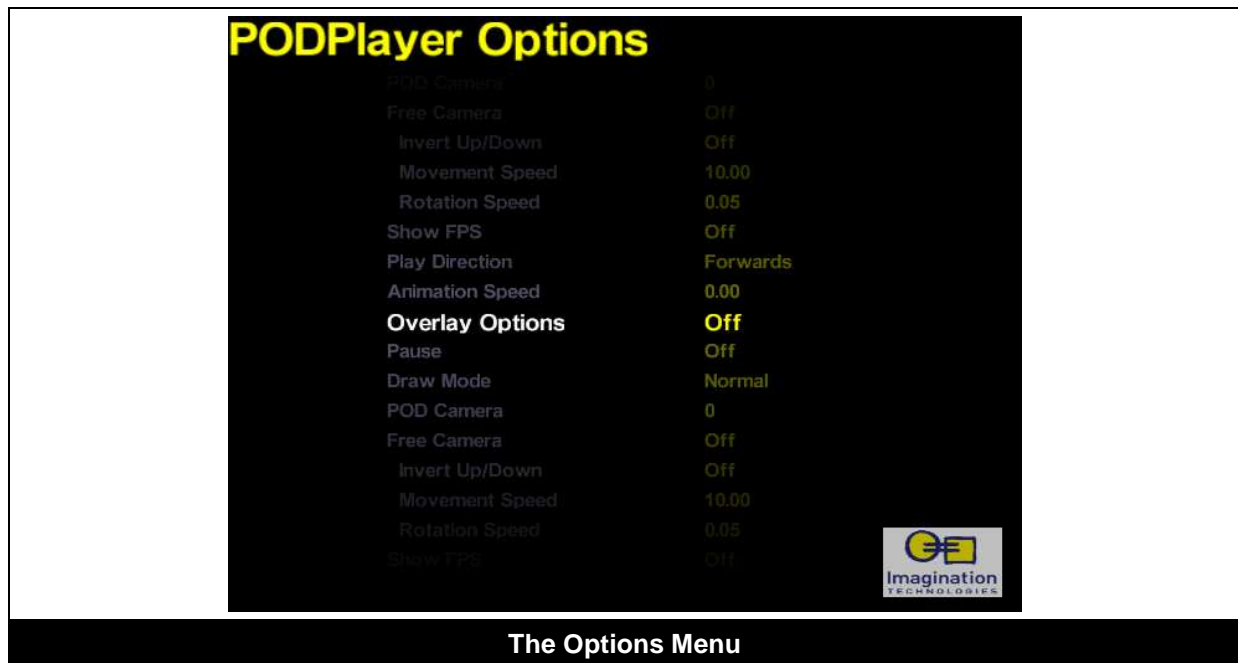 PODPlayer Options
POD Camera 0
Free Camera Off
Invert Up/Down Off
Movement Speed 10.00
Rotation Speed 0.05
Show FPS Off
Play Direction Forwards
Animation Speed 0.00
Overlay Options Off
Pause Off
Draw Mode Normal
POD Camera 0
Free Camera Off
Invert Up/Down Off
Movement Speed 10.00
Rotation Speed 0.05
Show FPS Off
Imagination
TECHNOLOGIES
The Options Menu